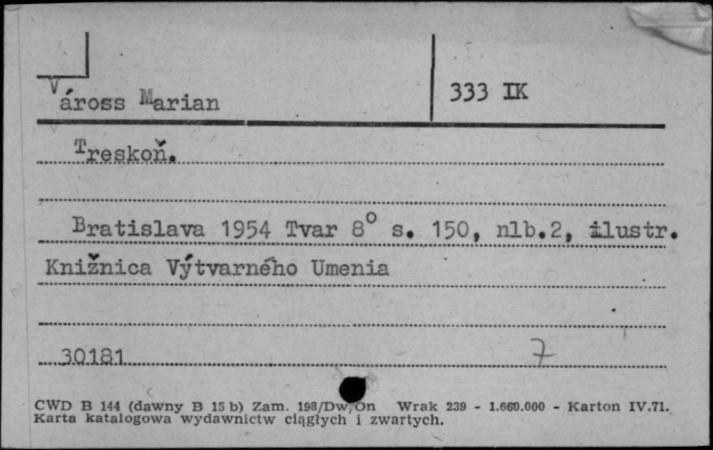 Váross Marian
333 IK
Treskoň.
Bratislava 1954 Tvar 8° s. 150, nlb.2, ilustr.
Knižnica Výtvarného Umenia
30181
7
CWD B 144 (dawny B 15 b) Zam. 198/Dw/On Wrak 239 - 1.660.000 - Karton IV.71.
Karta katalogowa wydawnictw ciągłych i zwartych.